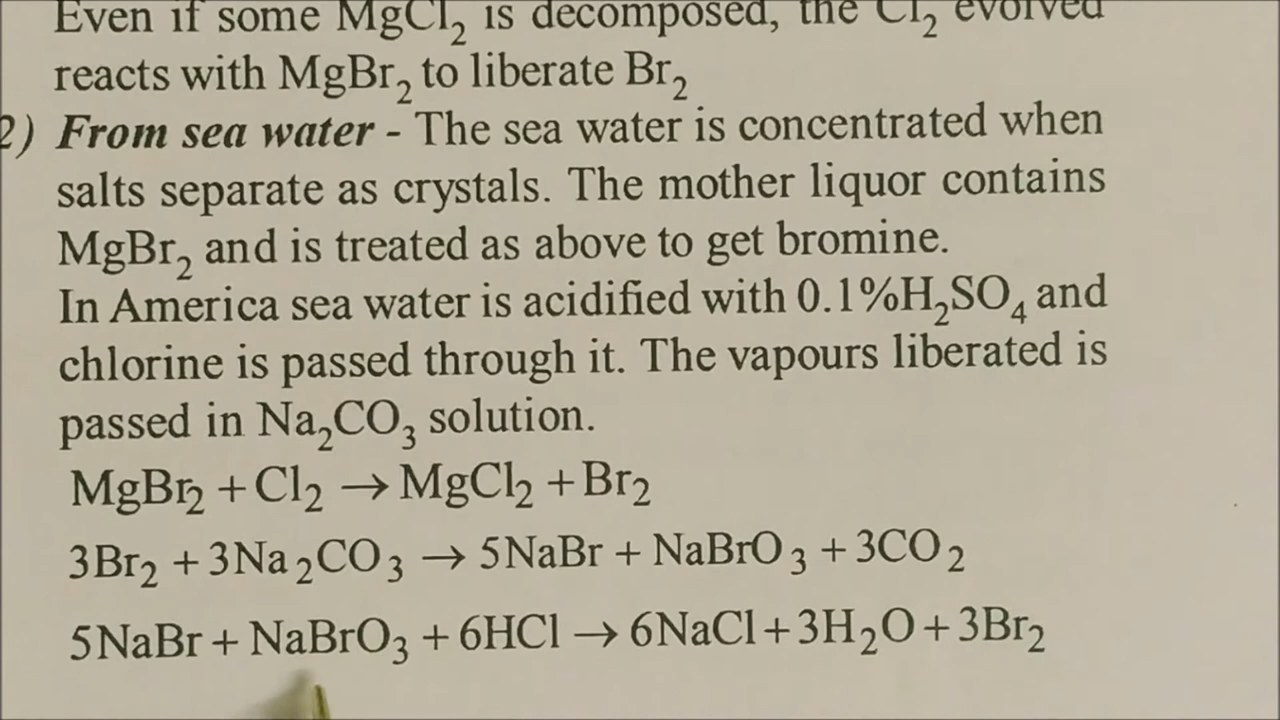 Even if some MgCl₂ is decomposed, the Cl₂ evolved
reacts with MgBr₂ to liberate Br₂
2) From sea water - The sea water is concentrated when
salts separate as crystals. The mother liquor contains
MgBr₂ and is treated as above to get bromine.
In America sea water is acidified with 0.1%H₂SO₄ and
chlorine is passed through it. The vapours liberated is
passed in Na₂CO₃ solution.
MgBr₂ + Cl₂ → MgCl₂ + Br₂
3Br₂ + 3Na₂CO₃ → 5NaBr + NaBrO₃ + 3CO₂
5NaBr + NaBrO₃ + 6HCl → 6NaCl + 3H₂O + 3Br₂